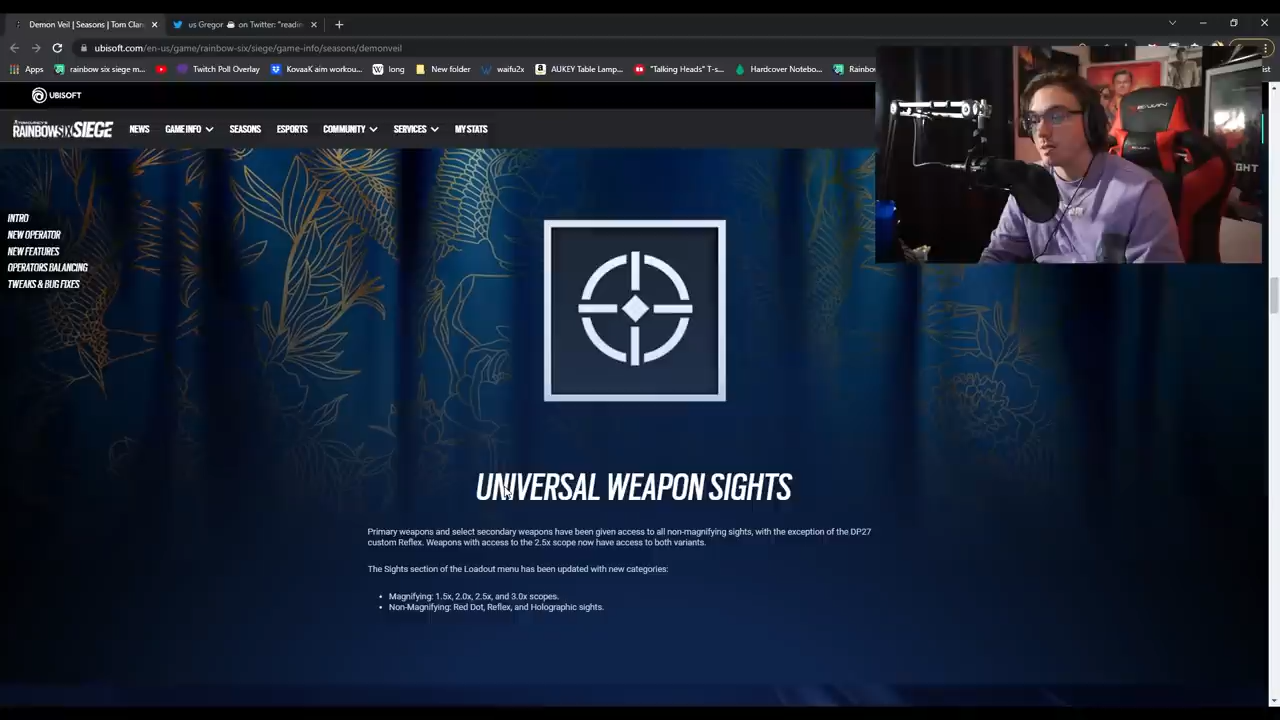 Demon Veil | Seasons | Tom Clan
us Gregor on Twitter: "readin
ubisoft.com/en-us/game/rainbow-six/siege/game-info/seasons/demonveil
Apps rainbow six siege m... Twitch Poll Overlay KovaaK aim workou... long New folder waifu2x AUKEY Table Lamp,... "Talking Heads" T-s... Hardcover Notebo... Rainbow
UBISOFT
RAINBOWSIX SIEGE NEWS GAME INFO SEASONS ESPORTS COMMUNITY SERVICES MY STATS
INTRO
NEW OPERATOR
NEW FEATURES
OPERATORS BALANCING
TWEAKS & BUG FIXES
UNIVERSAL WEAPON SIGHTS
Primary weapons and select secondary weapons have been given access to all non-magnifying sights, with the exception of the DP27
custom Reflex. Weapons with access to the 2.5x scope now have access to both variants.
The Sights section of the Loadout menu has been updated with new categories:
• Magnifying: 1.5x, 2.0x, 2.5x, and 3.0x scopes.
• Non-Magnifying: Red Dot, Reflex, and Holographic sights.